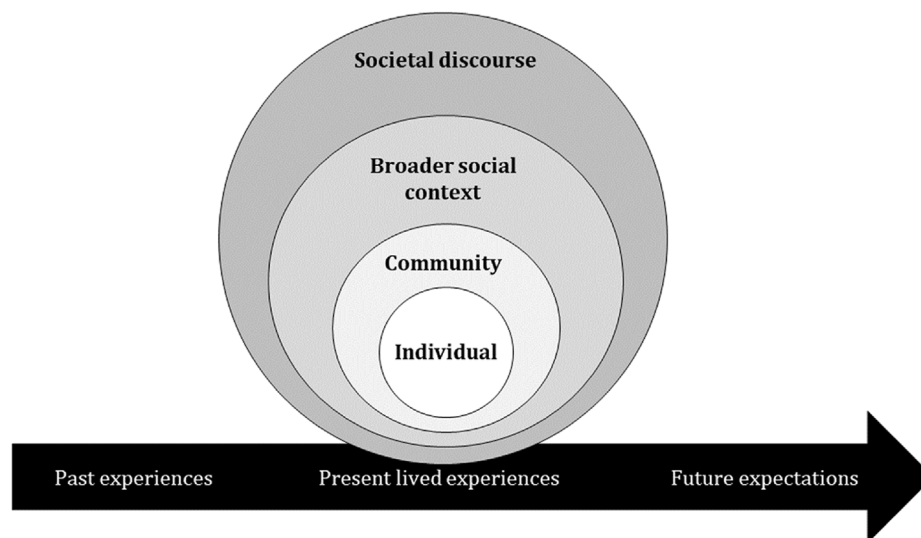 Societal discourse
Broader social
context
Community
Individual
Past experiences
Present lived experiences
Future expectations